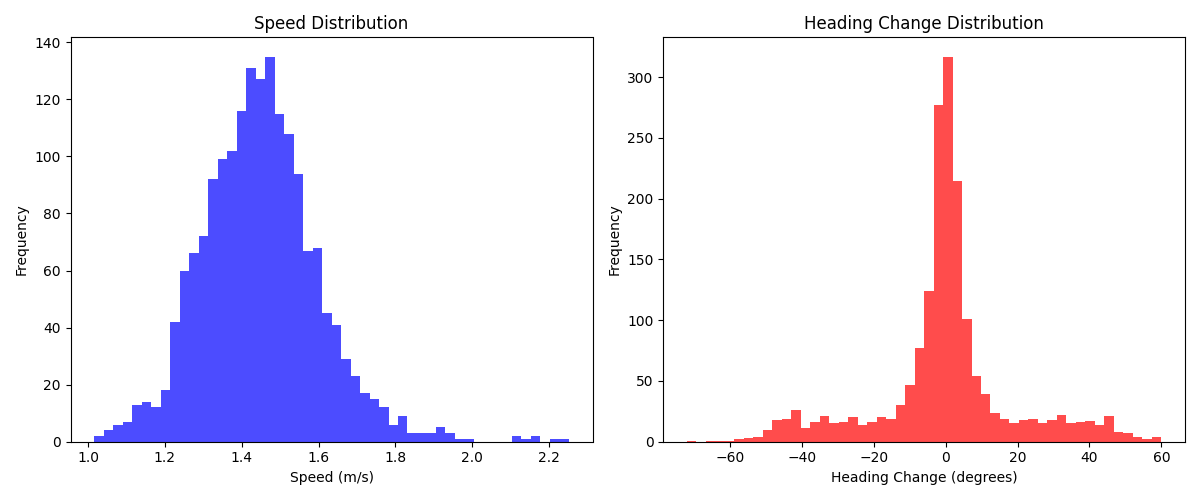 Speed Distribution
140
120
100
80
60
40
20
0
Frequency
1.0 1.2 1.4 1.6 1.8 2.0 2.2
Speed (m/s)
Heading Change Distribution
300
250
200
150
100
50
0
Frequency
−60 −40 −20 0 20 40 60
Heading Change (degrees)